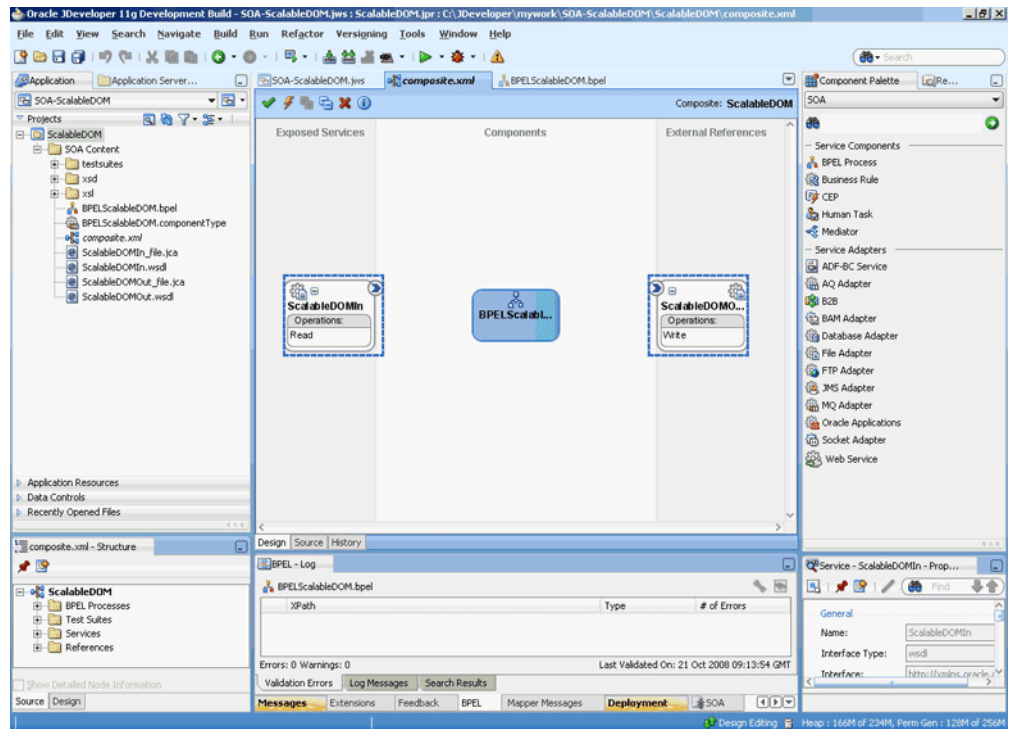 Oracle JDeveloper 11g Development Build - SOA-ScalableDOM.jws : ScalableDOM.jpr : C:\JDeveloper\mywork\SOA-ScalableDOM\ScalableDOM\composite.xml
File Edit View Search Navigate Build Run Refactor Versioning Tools Window Help
Search
Application
Application Server...
SOA-ScalableDOM
Projects
ScalableDOM
SOA Content
testsuites
xsd
xsl
BPELScalableDOM.bpel
BPELScalableDOM.componentType
composite.xml
ScalableDOMIn_file.jca
ScalableDOMIn.wsdl
ScalableDOMOut_file.jca
ScalableDOMOut.wsdl
Application Resources
Data Controls
Recently Opened Files
composite.xml - Structure
ScalableDOM
BPEL Processes
Test Suites
Services
References
Show Detailed Node Information
Source Design
SOA-ScalableDOM.jws composite.xml BPELScalableDOM.bpel
Composite: ScalableDOM
Exposed Services Components External References
ScalableDOMIn
Operations:
Read
BPELScalabl...
ScalableDOMO...
Operations:
Write
Design Source History
BPEL - Log
BPELScalableDOM.bpel
XPath Type # of Errors
Errors: 0 Warnings: 0 Last Validated On: 21 Oct 2008 09:13:54 GMT
Validation Errors Log Messages Search Results
Messages Extensions Feedback BPEL Mapper Messages Deployment SOA
Component Palette Re...
SOA
Service Components
BPEL Process
Business Rule
CEP
Human Task
Mediator
Service Adapters
ADF-BC Service
AQ Adapter
B2B
BAM Adapter
Database Adapter
File Adapter
FTP Adapter
JMS Adapter
MQ Adapter
Oracle Applications
Socket Adapter
Web Service
Service - ScalableDOMIn - Prop...
Find
General
Name: ScalableDOMIn
Interface Type: wsdl
Interface: http://xmlns.oracle.c
Design Editing Heap : 166M of 234M, Perm Gen : 128M of 256M